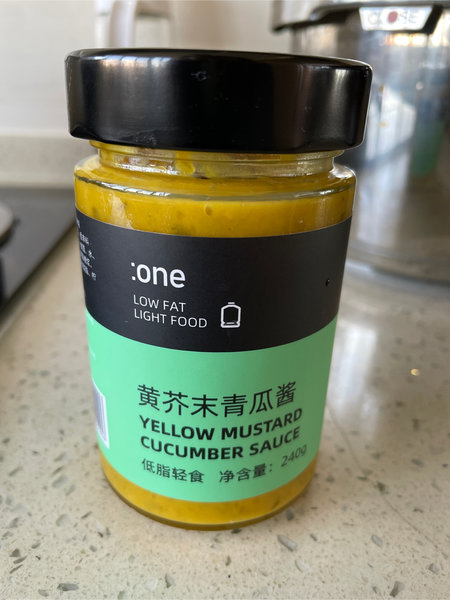 CLOSE
:one
LOW FAT
LIGHT FOOD
黄芥末青瓜酱
YELLOW MUSTARD
CUCUMBER SAUCE
低脂轻食 净含量：240g